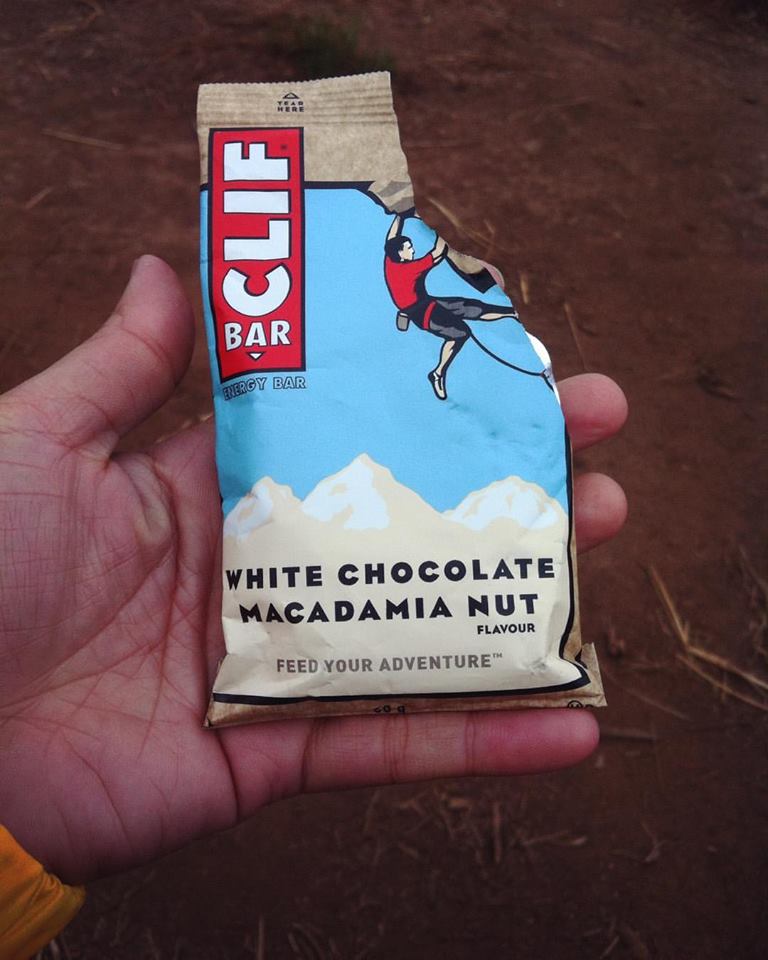 TEAR
HERE
CLIF
BAR
ENERGY BAR
WHITE CHOCOLATE
MACADAMIA NUT
FLAVOUR
FEED YOUR ADVENTURE™